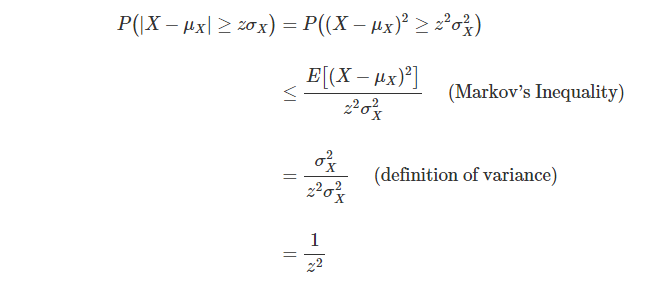 P(|X − μ_X| ≥ zσ_X) = P((X − μ_X)² ≥ z²σ_X²)
≤ E[(X − μ_X)²] / z²σ_X² (Markov's Inequality)
= σ_X² / z²σ_X² (definition of variance)
= 1 / z²